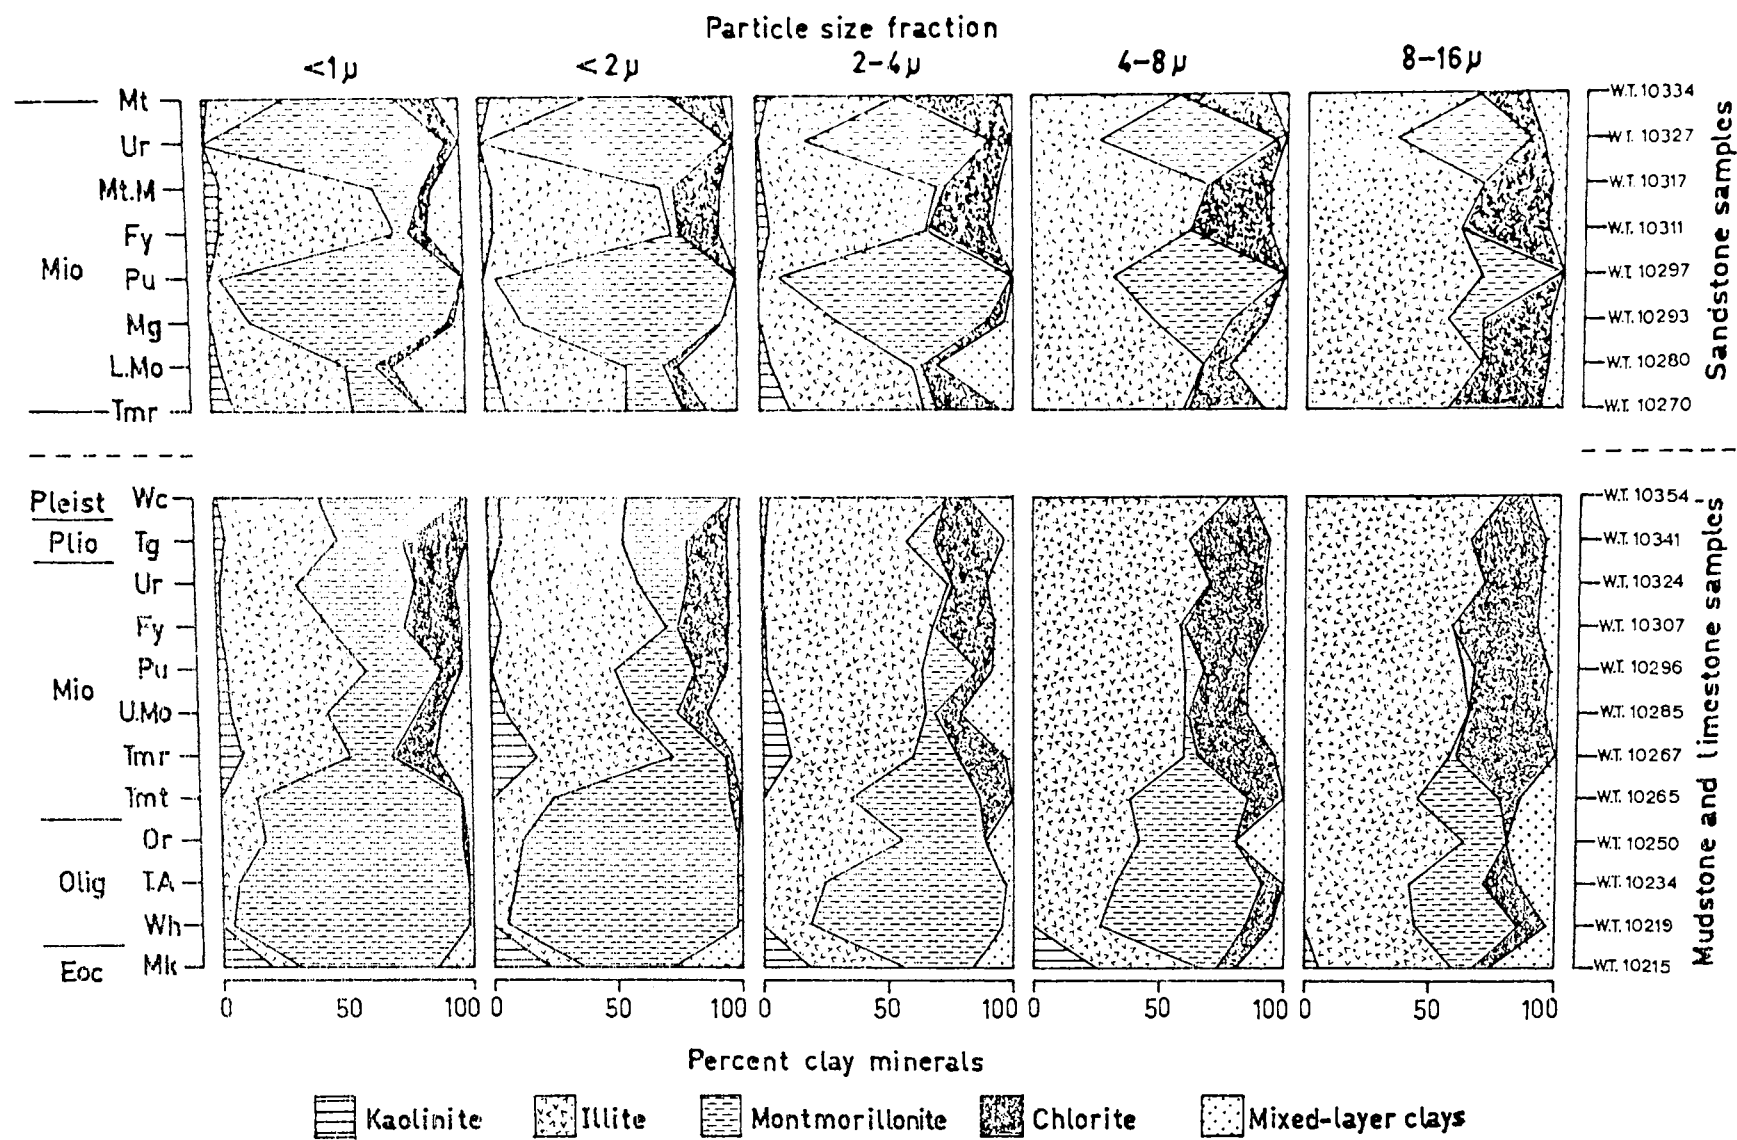 Particle size fraction
<1μ <2μ 2–4μ 4–8μ 8–16μ
Mt W.T. 10334
Ur W.T. 10327
Mt.M W.T. 10317
Fy W.T. 10311
Mio Pu W.T. 10297
Mg W.T. 10293
L.Mo W.T. 10280
Tmr W.T. 10270
Sandstone samples
Pleist Wc W.T. 10354
Plio Tg W.T. 10341
Ur W.T. 10324
Fy W.T. 10307
Pu W.T. 10296
Mio
U.Mo W.T. 10285
Tmr W.T. 10267
Tmt W.T. 10265
Or W.T. 10250
Olig T.A W.T. 10234
Wh W.T. 10219
Eoc Mk W.T. 10215
Mudstone and limestone samples
0 50 100 0 50 100 0 50 100 0 50 100 0 50 100
Percent clay minerals
Kaolinite Illite Montmorillonite Chlorite Mixed-layer clays